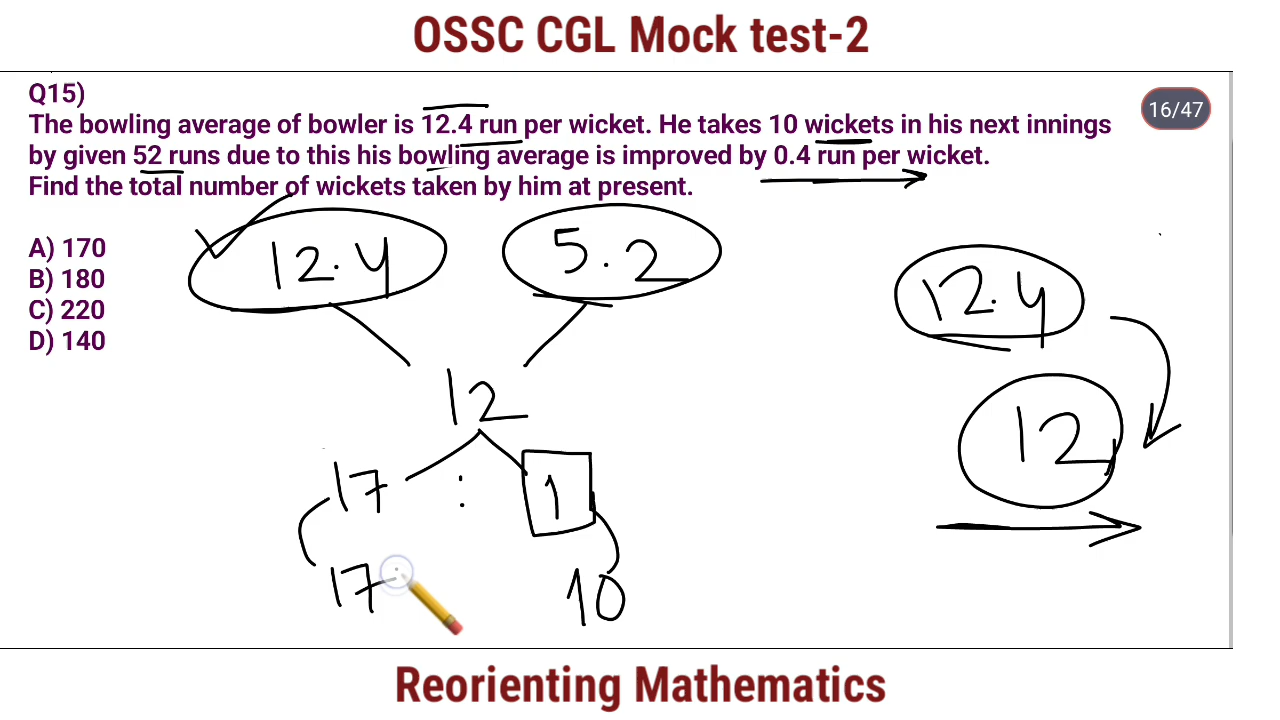 OSSC CGL Mock test-2
16/47
Q15)
The bowling average of bowler is 12.4 run per wicket. He takes 10 wickets in his next innings
by given 52 runs due to this his bowling average is improved by 0.4 run per wicket.
Find the total number of wickets taken by him at present.
A) 170
B) 180
C) 220
D) 140
12.4 5.2
12
17 : 1
17 10
12.4
12
Reorienting Mathematics